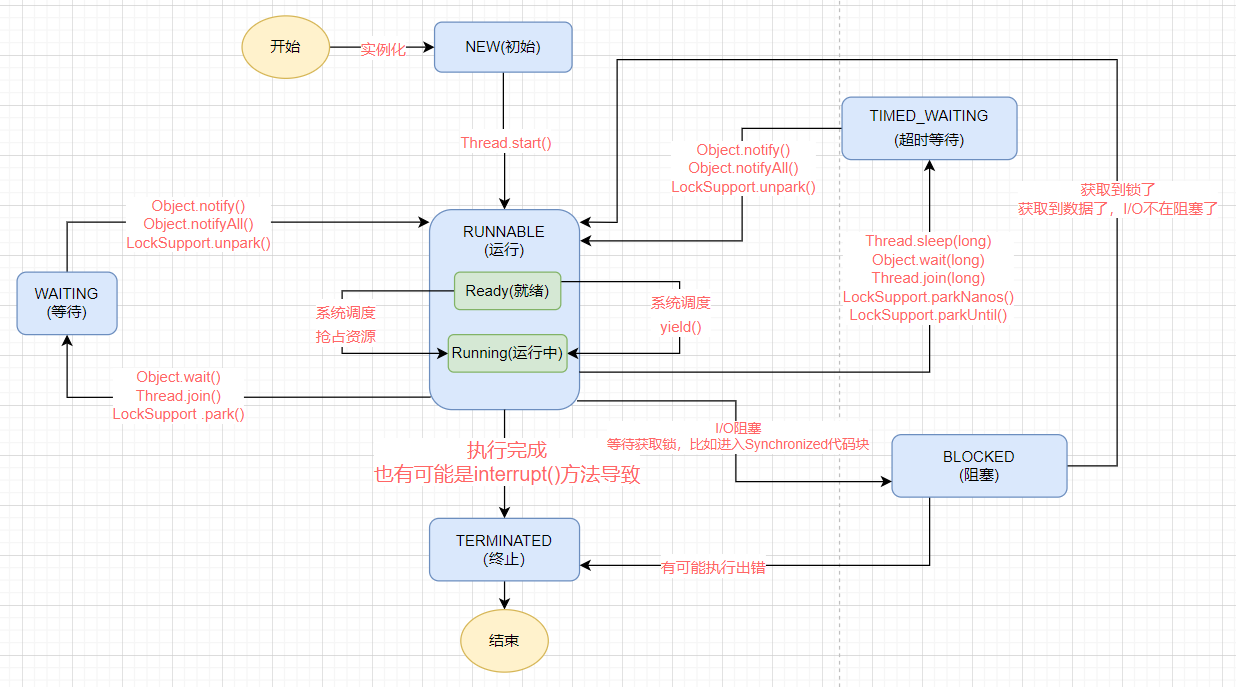 开始
实例化
NEW(初始)
Thread.start()
TIMED_WAITING
(超时等待)
Object.notify()
Object.notifyAll()
LockSupport.unpark()
获取到锁了
获取到数据了，I/O不在阻塞了
Object.notify()
Object.notifyAll()
LockSupport.unpark()
RUNNABLE
(运行)
Thread.sleep(long)
Object.wait(long)
Thread.join(long)
LockSupport.parkNanos()
LockSupport.parkUntil()
WAITING
(等待)
Ready(就绪)
系统调度
抢占资源
系统调度
yield()
Running(运行中)
Object.wait()
Thread.join()
LockSupport .park()
执行完成
也有可能是interrupt()方法导致
I/O阻塞
等待获取锁，比如进入Synchronized代码块
BLOCKED
(阻塞)
TERMINATED
(终止)
有可能执行出错
结束